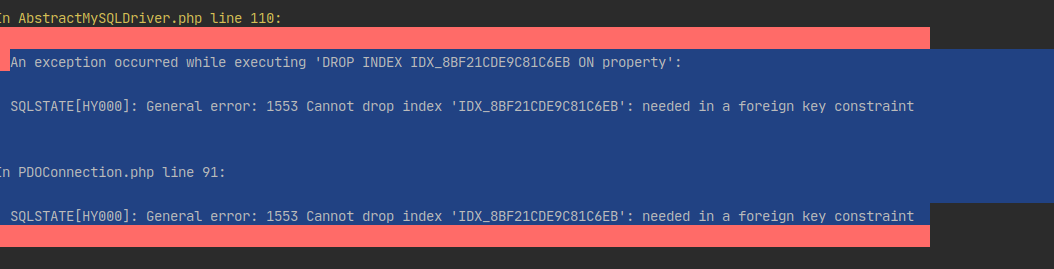 In AbstractMySQLDriver.php line 110:
An exception occurred while executing 'DROP INDEX IDX_8BF21CDE9C81C6EB ON property':
SQLSTATE[HY000]: General error: 1553 Cannot drop index 'IDX_8BF21CDE9C81C6EB': needed in a foreign key constraint
In PDOConnection.php line 91:
SQLSTATE[HY000]: General error: 1553 Cannot drop index 'IDX_8BF21CDE9C81C6EB': needed in a foreign key constraint